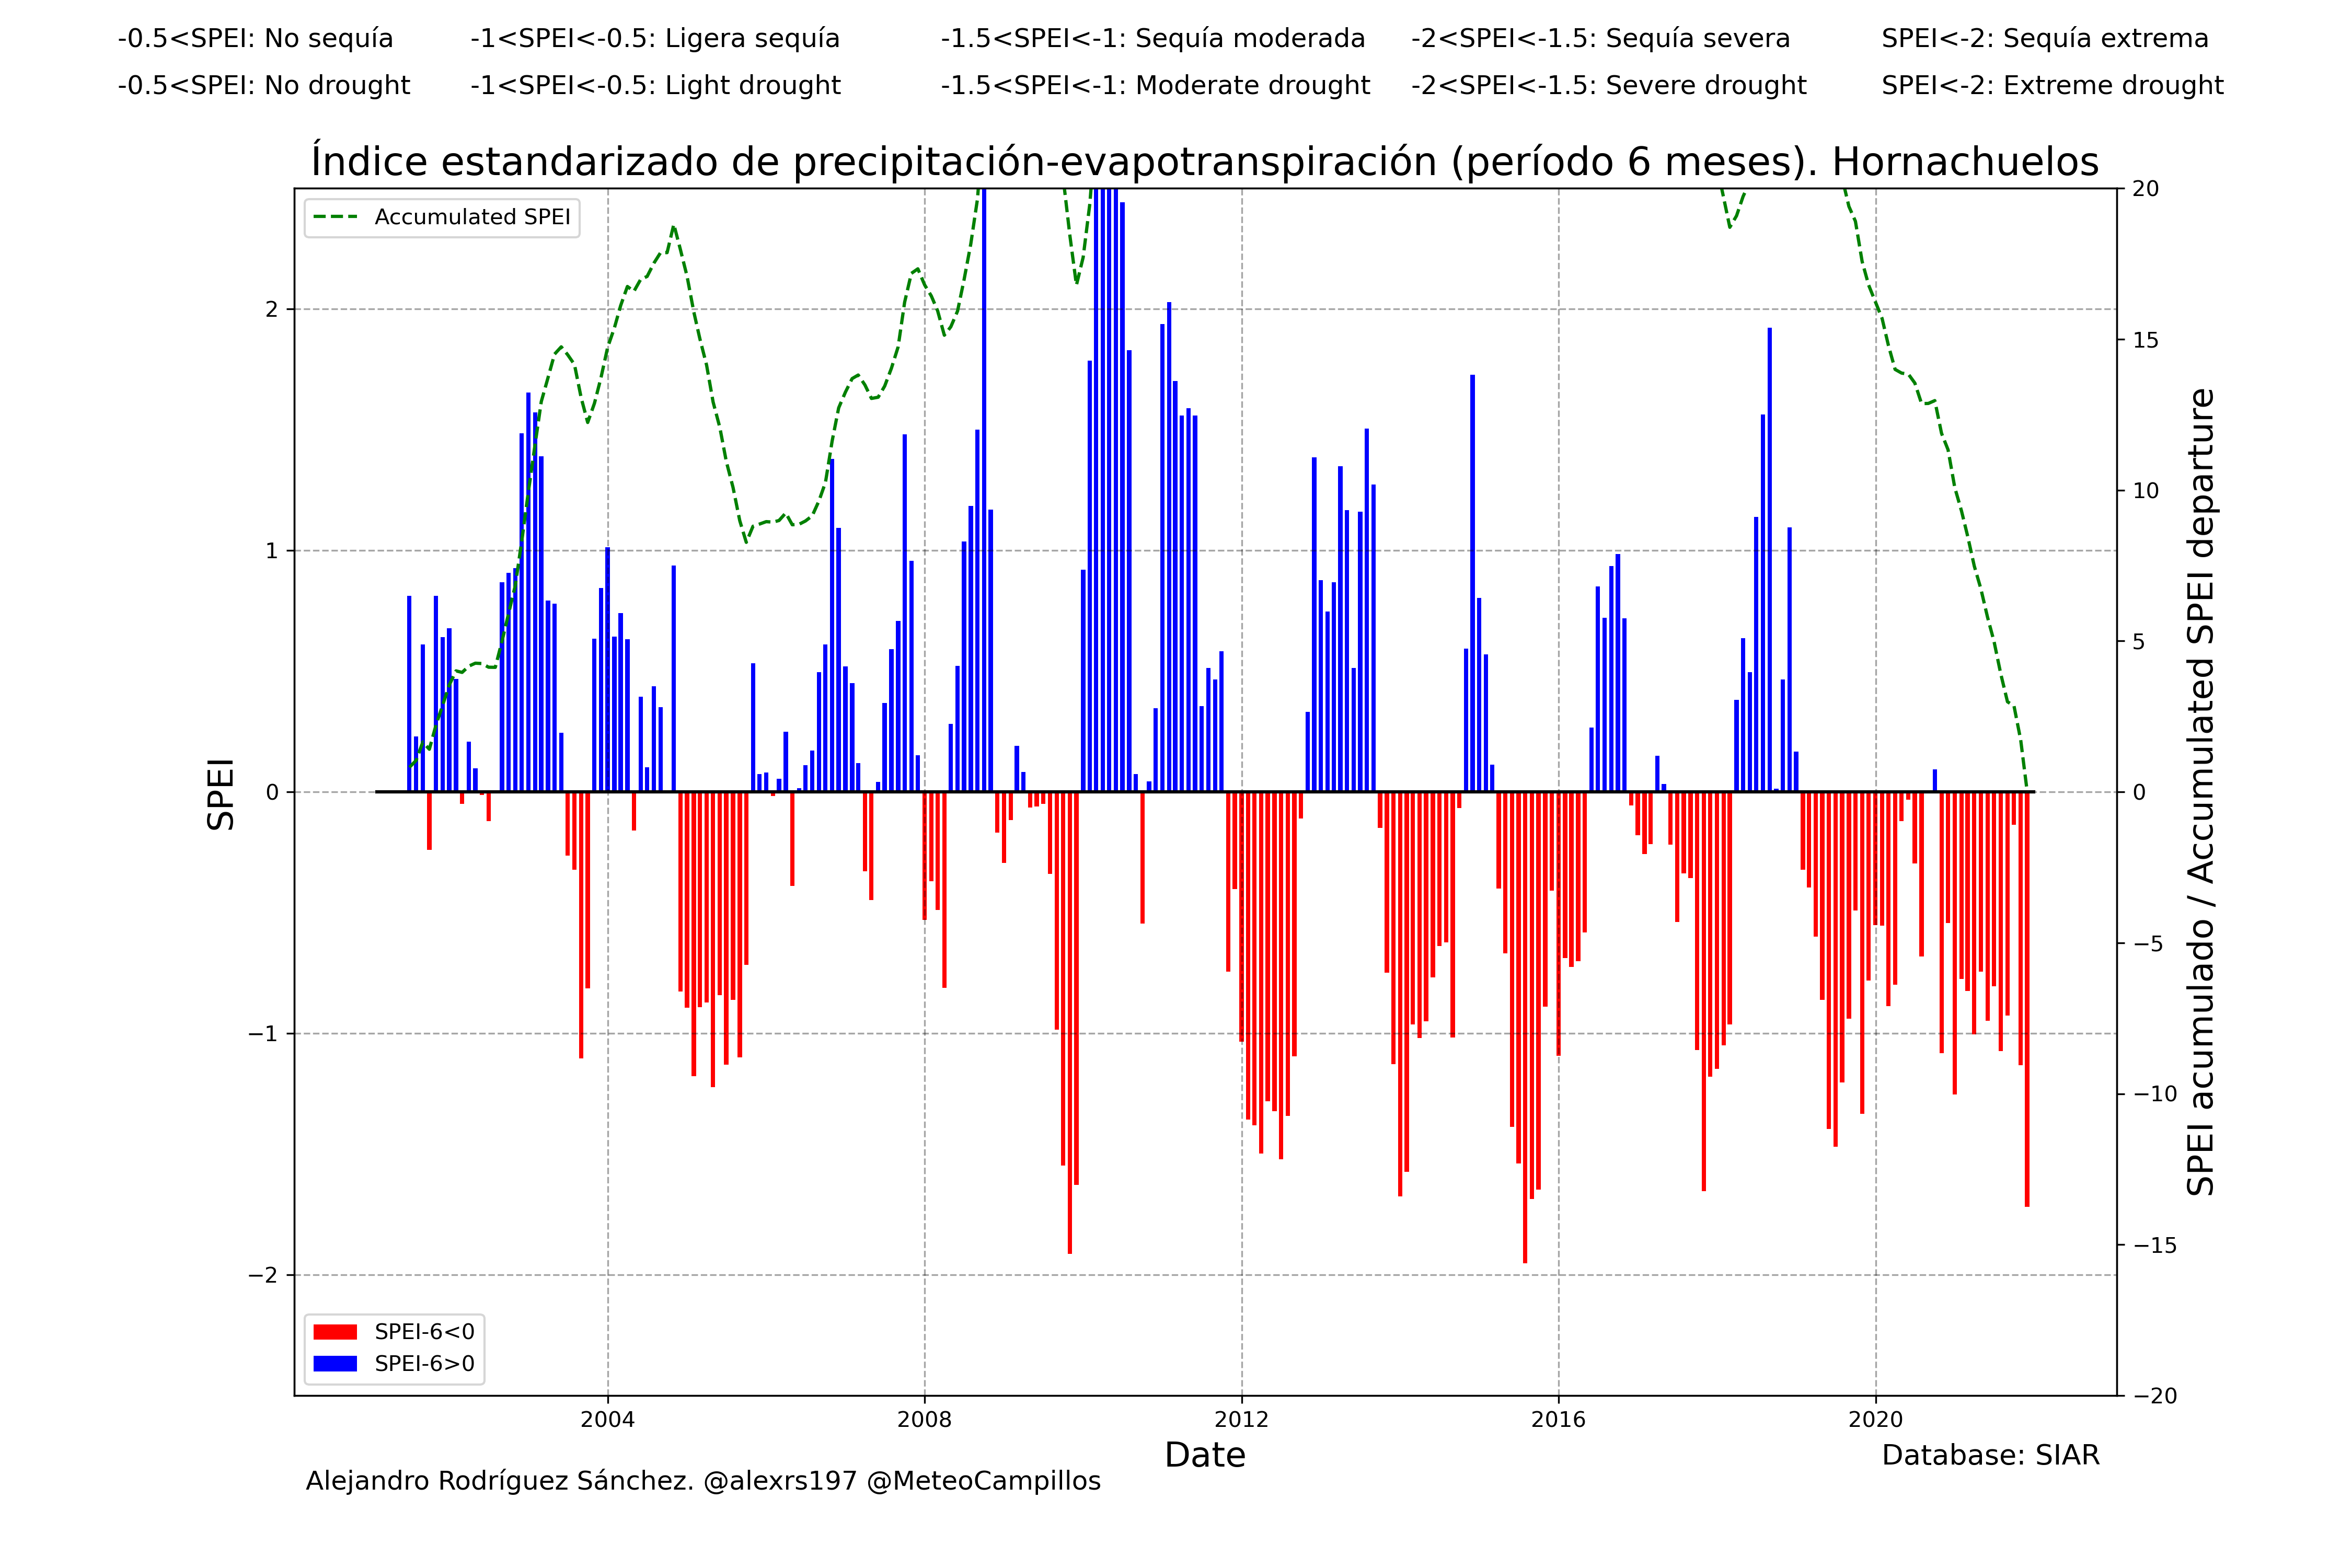 -0.5<SPEI: No sequía -1<SPEI<-0.5: Ligera sequía -1.5<SPEI<-1: Sequía moderada -2<SPEI<-1.5: Sequía severa SPEI<-2: Sequía extrema
-0.5<SPEI: No drought -1<SPEI<-0.5: Light drought -1.5<SPEI<-1: Moderate drought -2<SPEI<-1.5: Severe drought SPEI<-2: Extreme drought
Índice estandarizado de precipitación-evapotranspiración (período 6 meses). Hornachuelos
Accumulated SPEI
2
1
0
−1
−2
SPEI
20
15
10
5
0
−5
−10
−15
−20
SPEI acumulado / Accumulated SPEI departure
SPEI-6<0
SPEI-6>0
2004 2008 2012 2016 2020
Date
Database: SIAR
Alejandro Rodríguez Sánchez. @alexrs197 @MeteoCampillos